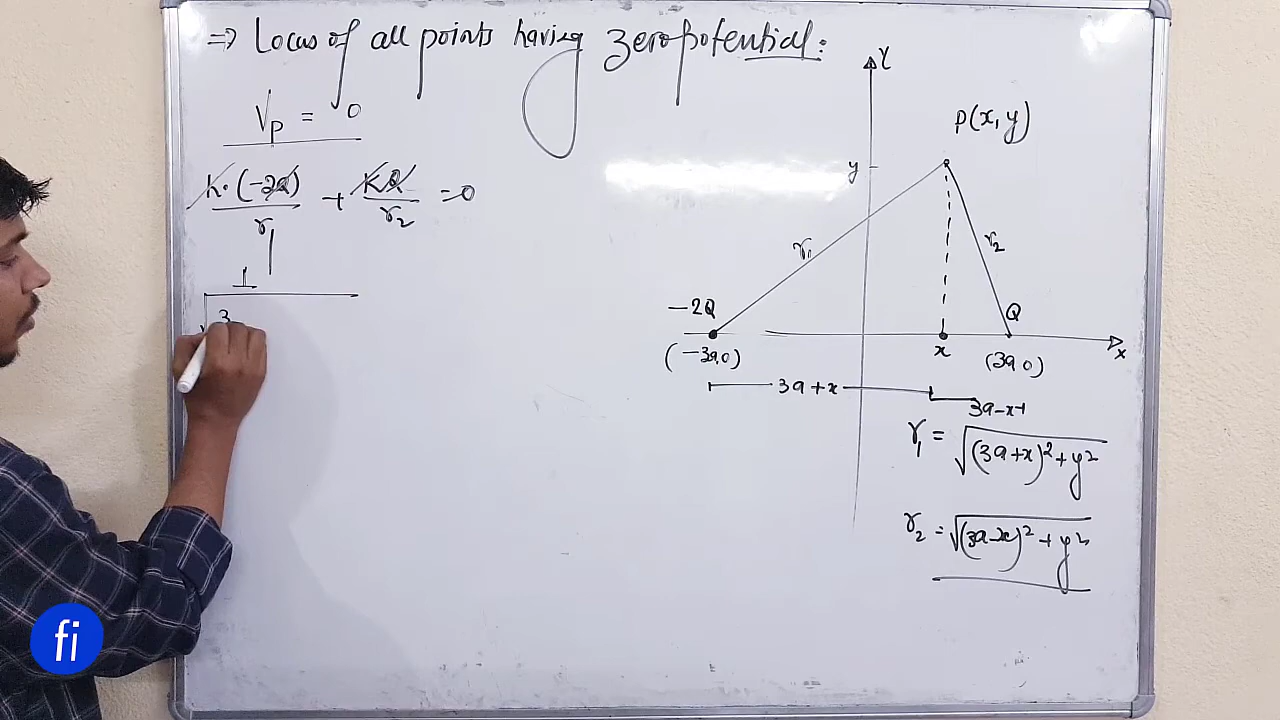 ⇒ Locus of all points having zero potential:
Vp = 0
k·(-2Q)/r1 + kQ/r2 = 0
1
3
Y
P(x, y)
y
r1
r2
-2Q
Q
(-3a,0)
x
(3a,0)
x
3a+x
3a-x
r1 = √(3a+x)²+y²
r2 = √(3a-x)²+y²
fi